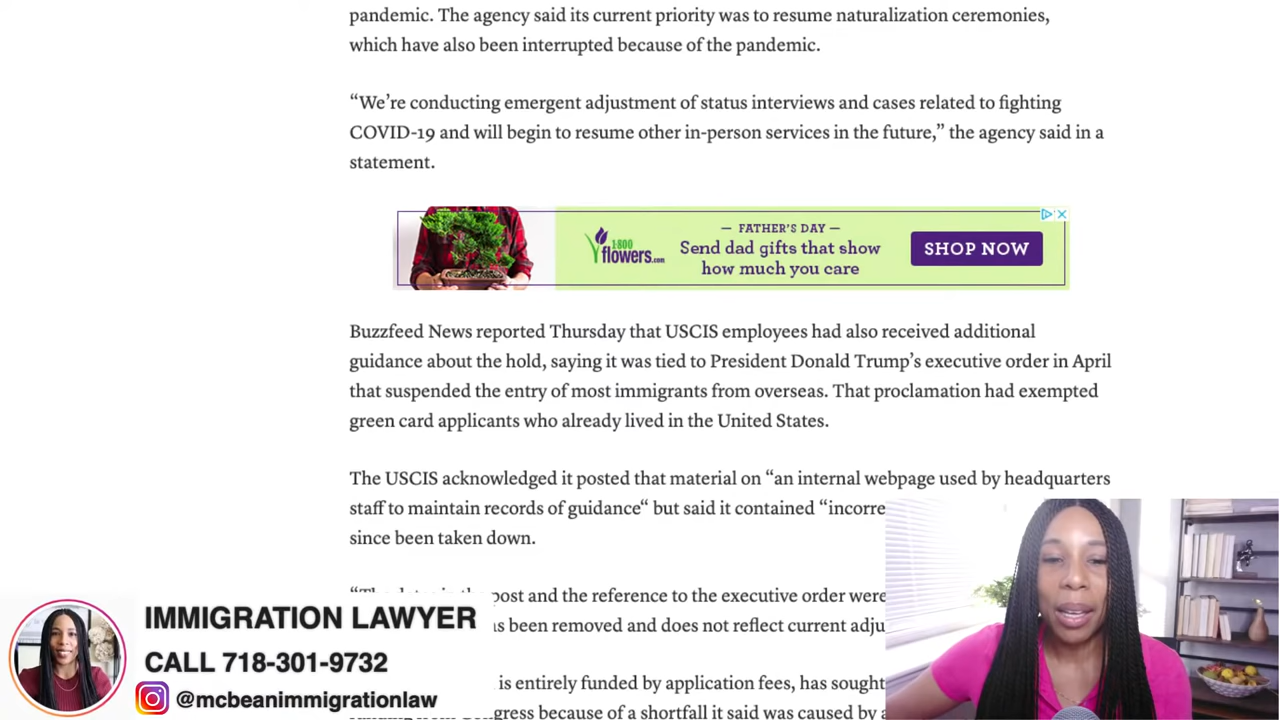 pandemic. The agency said its current priority was to resume naturalization ceremonies,
which have also been interrupted because of the pandemic.
“We’re conducting emergent adjustment of status interviews and cases related to fighting
COVID-19 and will begin to resume other in-person services in the future,” the agency said in a
statement.
1-800
flowers.com
— FATHER'S DAY —
Send dad gifts that show
how much you care
SHOP NOW
Buzzfeed News reported Thursday that USCIS employees had also received additional
guidance about the hold, saying it was tied to President Donald Trump’s executive order in April
that suspended the entry of most immigrants from overseas. That proclamation had exempted
green card applicants who already lived in the United States.
The USCIS acknowledged it posted that material on “an internal webpage used by headquarters
staff to maintain records of guidance“ but said it contained “incorre
since been taken down.
post and the reference to the executive order were
been removed and does not reflect current adju
is entirely funded by application fees, has sought
because of a shortfall it said was caused by a
IMMIGRATION LAWYER
CALL 718-301-9732
@mcbeanimmigrationlaw